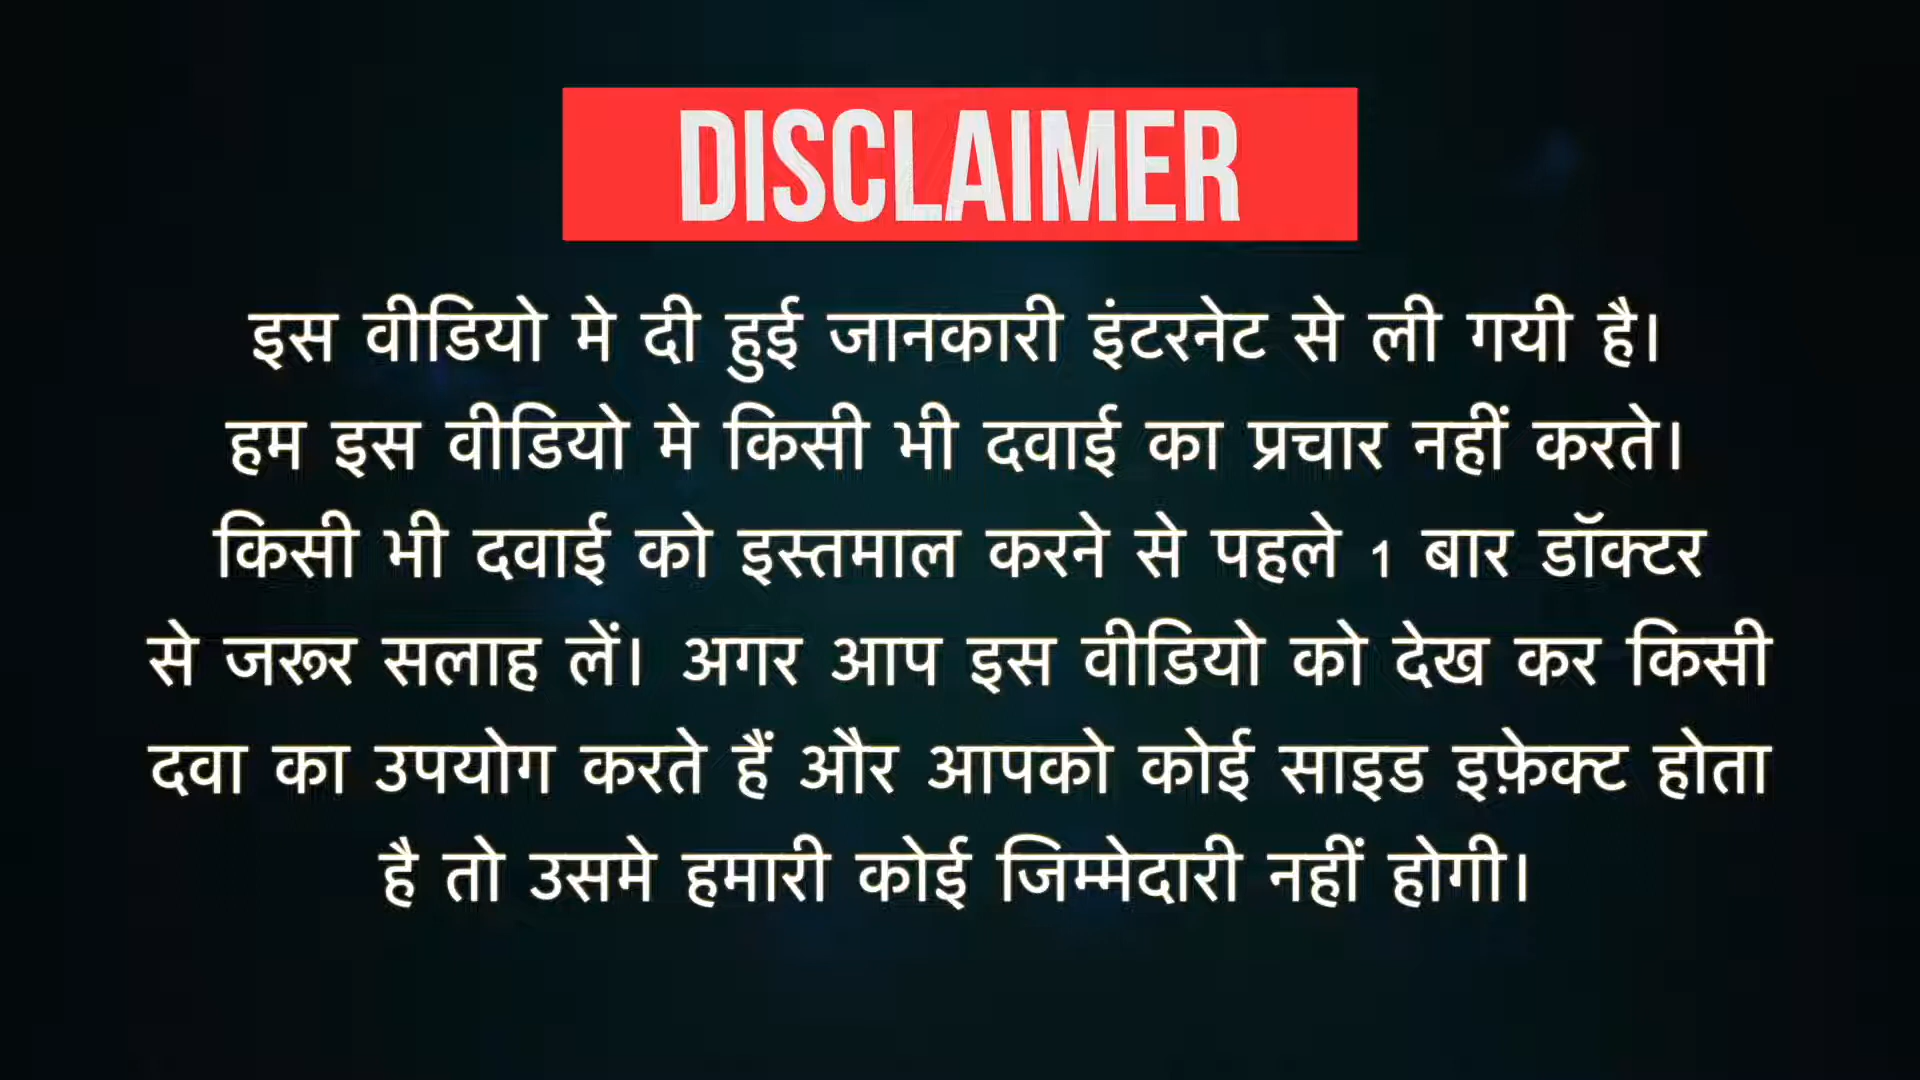 DISCLAIMER
इस वीडियो मे दी हुई जानकारी इंटरनेट से ली गयी है।
हम इस वीडियो मे किसी भी दवाई का प्रचार नहीं करते।
किसी भी दवाई को इस्तमाल करने से पहले 1 बार डॉक्टर
से जरूर सलाह लें। अगर आप इस वीडियो को देख कर किसी
दवा का उपयोग करते हैं और आपको कोई साइड इफ़ेक्ट होता
है तो उसमे हमारी कोई जिम्मेदारी नहीं होगी।